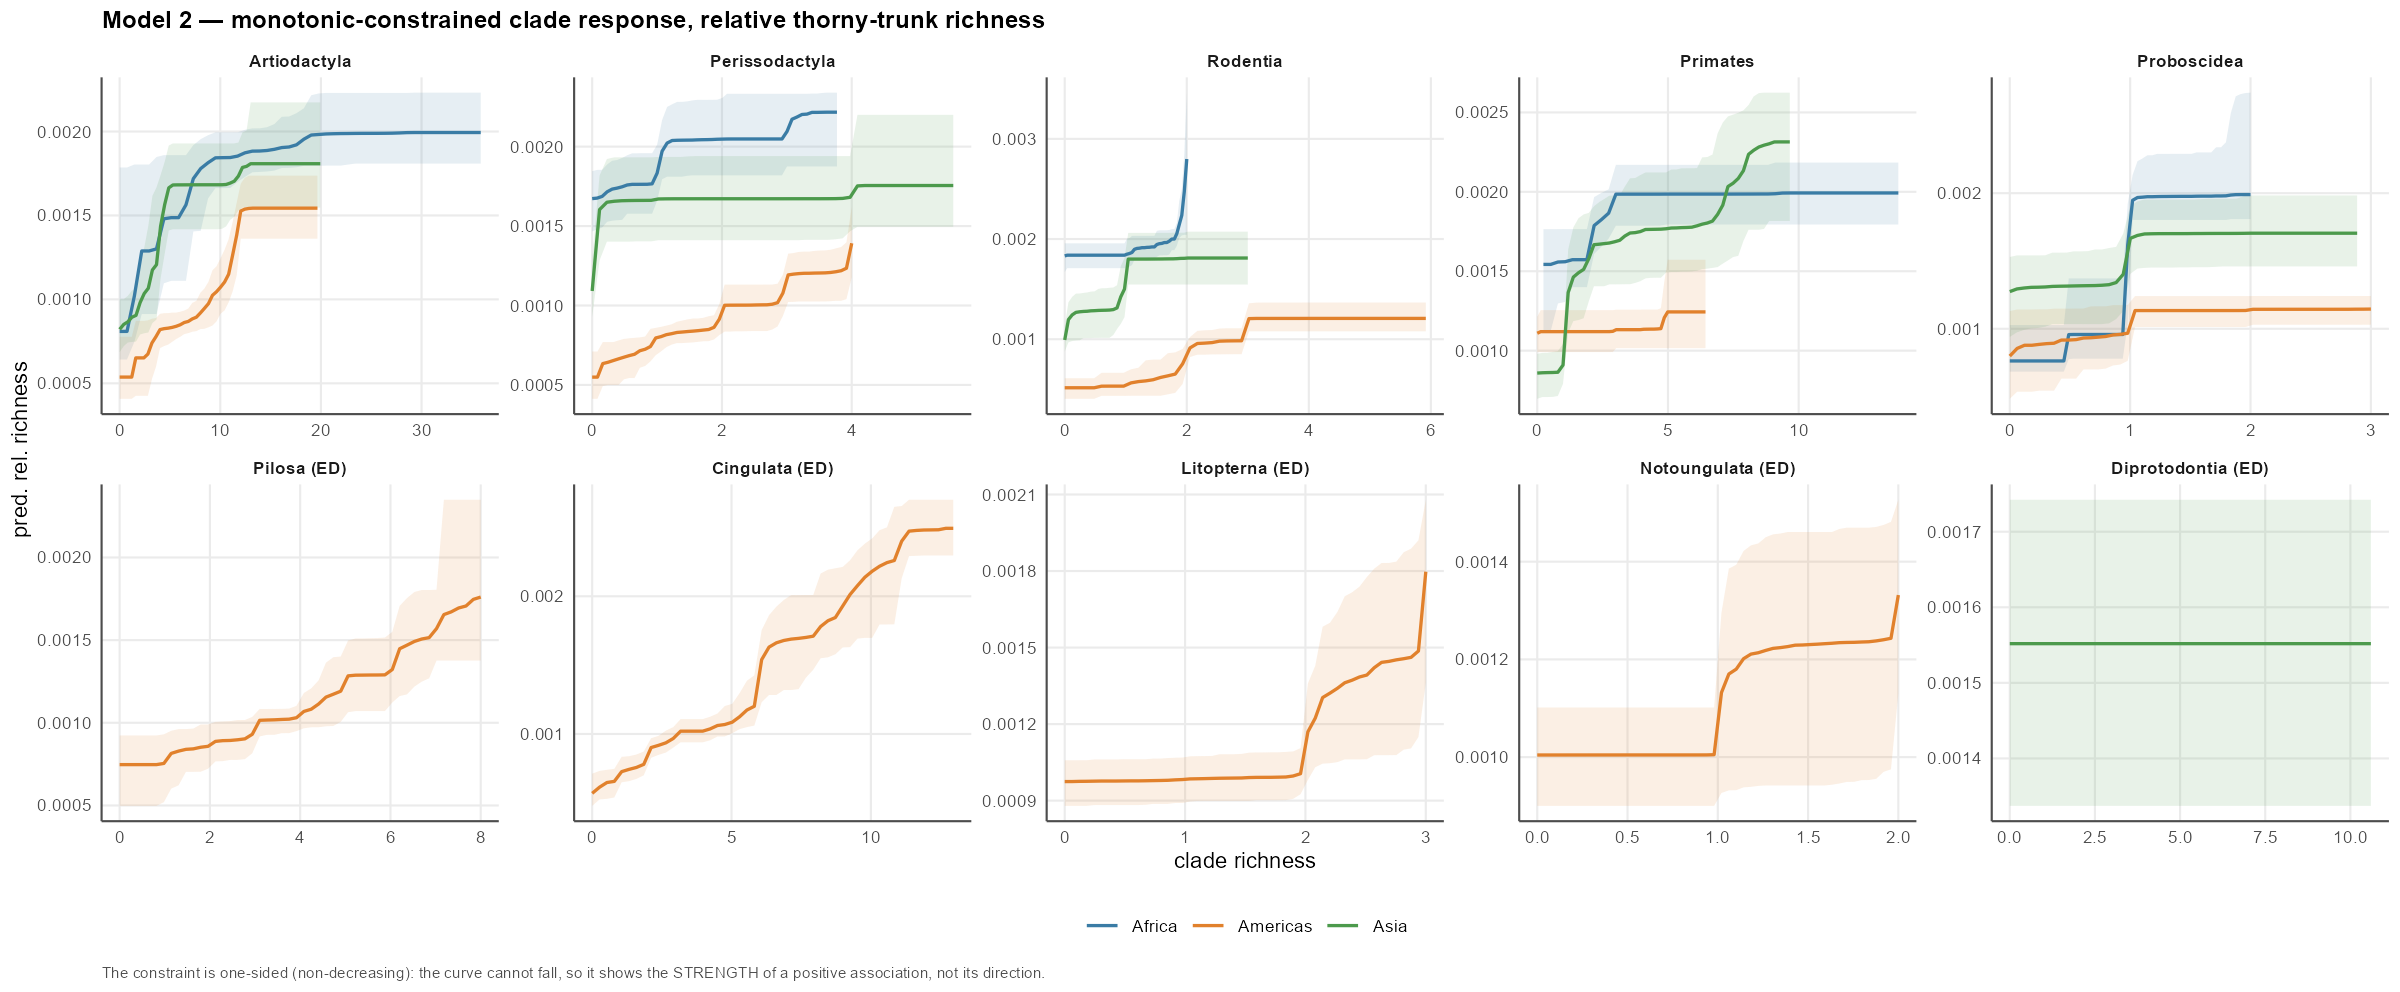 Model 2 — monotonic-constrained clade response, relative thorny-trunk richness
Artiodactyla
Perissodactyla
Rodentia
Primates
Proboscidea
0.0020
0.0015
0.0010
0.0005
0 10 20 30
0.0020
0.0015
0.0010
0.0005
0 2 4
0.003
0.002
0.001
0 2 4 6
0.0025
0.0020
0.0015
0.0010
0 5 10
0.002
0.001
0 1 2 3
pred. rel. richness
Pilosa (ED)
Cingulata (ED)
Litopterna (ED)
Notoungulata (ED)
Diprotodontia (ED)
0.0020
0.0015
0.0010
0.0005
0 2 4 6 8
0.002
0.001
0 5 10
0.0021
0.0018
0.0015
0.0012
0.0009
0 1 2 3
0.0014
0.0012
0.0010
0.0 0.5 1.0 1.5 2.0
0.0017
0.0016
0.0015
0.0014
0.0 2.5 5.0 7.5 10.0
clade richness
Africa Americas Asia
The constraint is one-sided (non-decreasing): the curve cannot fall, so it shows the STRENGTH of a positive association, not its direction.